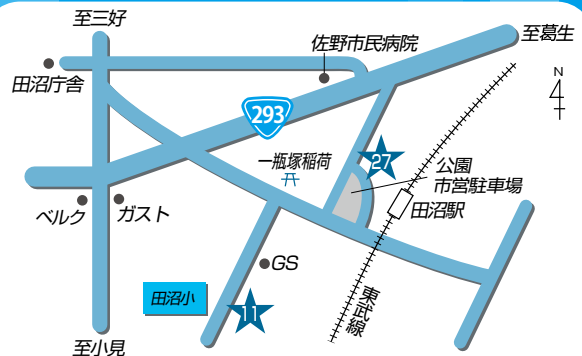 至三好
佐野市民病院
至葛生
田沼庁舎
N
293
一瓶塚稲荷
27
公園
市営駐車場
田沼駅
ベルク
ガスト
GS
田沼小
11
東武線
至小見